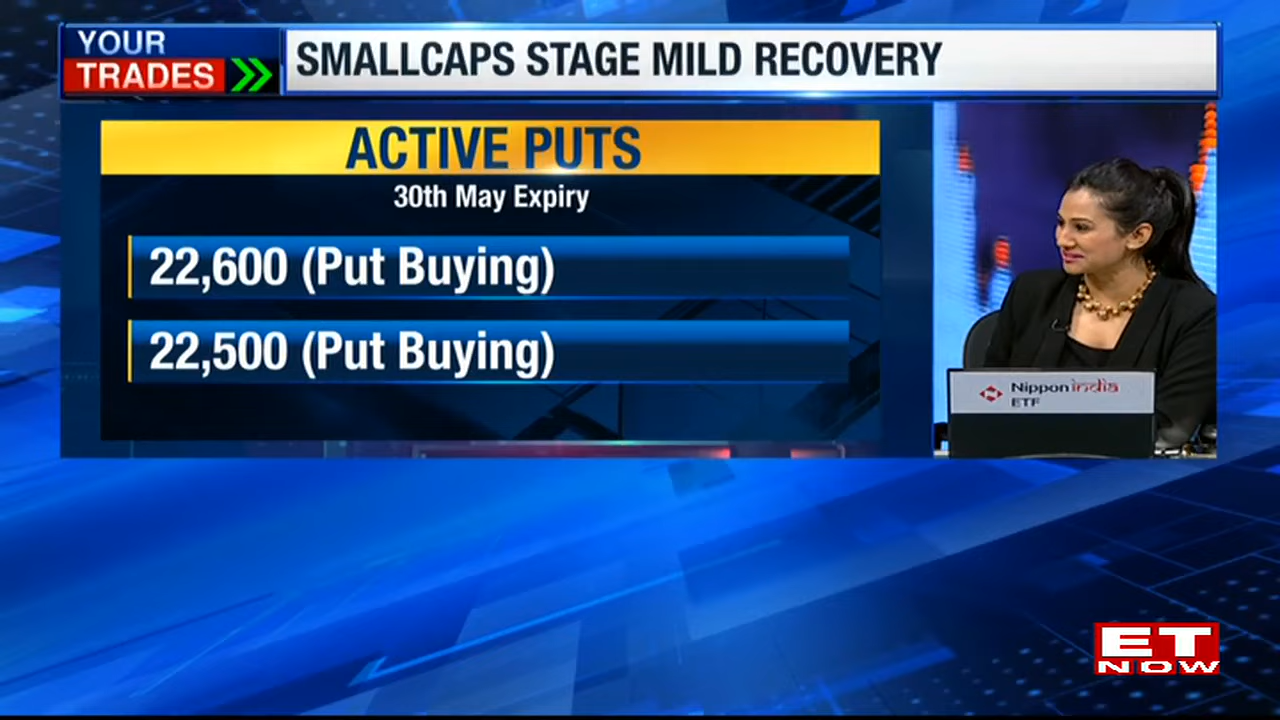 YOUR
TRADES
SMALLCAPS STAGE MILD RECOVERY
ACTIVE PUTS
30th May Expiry
22,600 (Put Buying)
22,500 (Put Buying)
Nippon india
ETF
ET
NOW